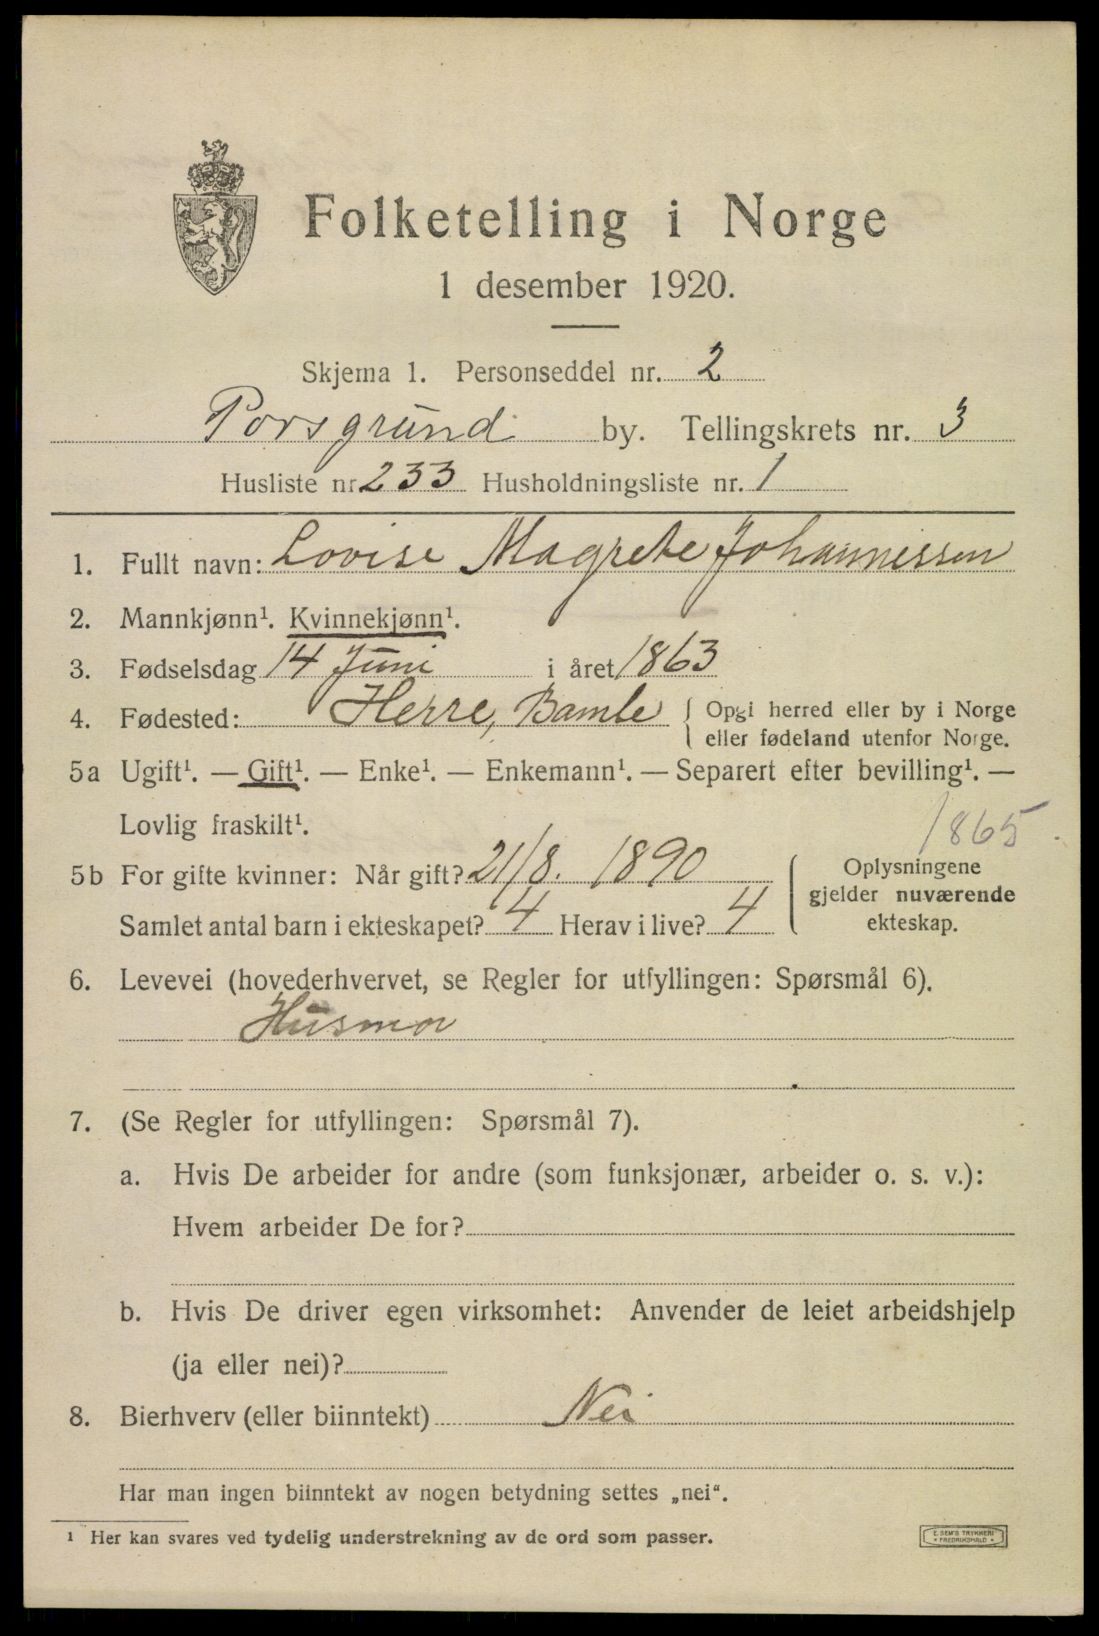 Folketelling i Norge
1 desember 1920.
Skjema 1. Personseddel nr. 2
Porsgrund by. Tellingskrets nr. 3
Husliste nr 233 Husholdningsliste nr. 1
1. Fullt navn: Lovise Magrete Johannissen
2. Mannkjønn¹. Kvinnekjønn¹.
3. Fødselsdag 14 Juni i året 1863
4. Fødested: Herre, Bamle { Opgi herred eller by i Norge
eller fødeland utenfor Norge.
5a Ugift¹. — Gift¹. — Enke¹. — Enkemann¹. — Separert efter bevilling¹. —
Lovlig fraskilt¹.
1865
5b For gifte kvinner: Når gift? 21/8. 1890
Samlet antal barn i ekteskapet? 4 Herav i live? 4
Oplysningene
gjelder nuværende
ekteskap.
6. Levevei (hovederhvervet, se Regler for utfyllingen: Spørsmål 6).
Husmor
7. (Se Regler for utfyllingen: Spørsmål 7).
a. Hvis De arbeider for andre (som funksjonær, arbeider o. s. v.):
Hvem arbeider De for?
b. Hvis De driver egen virksomhet: Anvender de leiet arbeidshjelp
(ja eller nei)?
8. Bierhverv (eller biinntekt) Nei
Har man ingen biinntekt av nogen betydning settes „nei“.
¹ Her kan svares ved tydelig understrekning av de ord som passer.
E. SEM'S TRYKKERI
* FREDRIKSHALD *